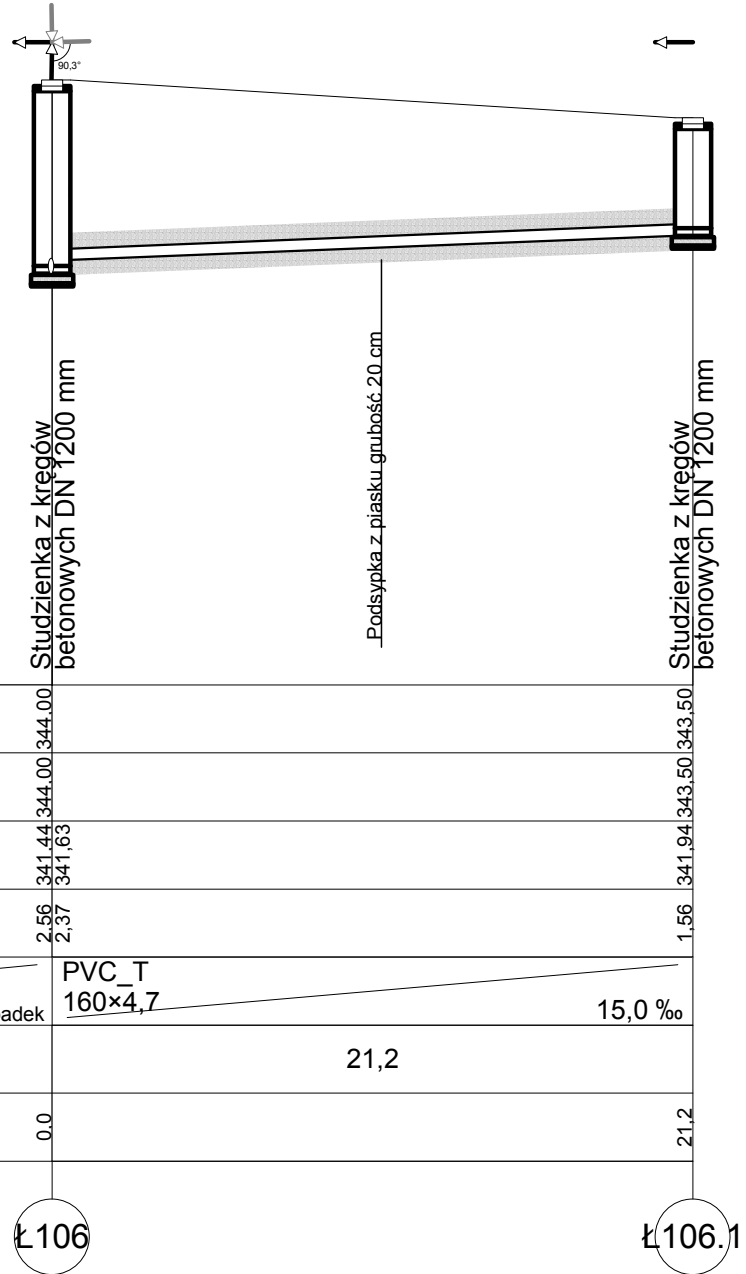 90,3°
Studzienka z kręgów
betonowych DN 1200 mm
Podsypka z piasku grubość 20 cm
Studzienka z kręgów
betonowych DN 1200 mm
344.00
343,50
344.00
343,50
341.44
341,63
341,94
2.56
2,37
1,56
PVC_T
160×4,7
adek
15,0 ‰
21,2
0.0
21,2
Ł106
Ł106.1